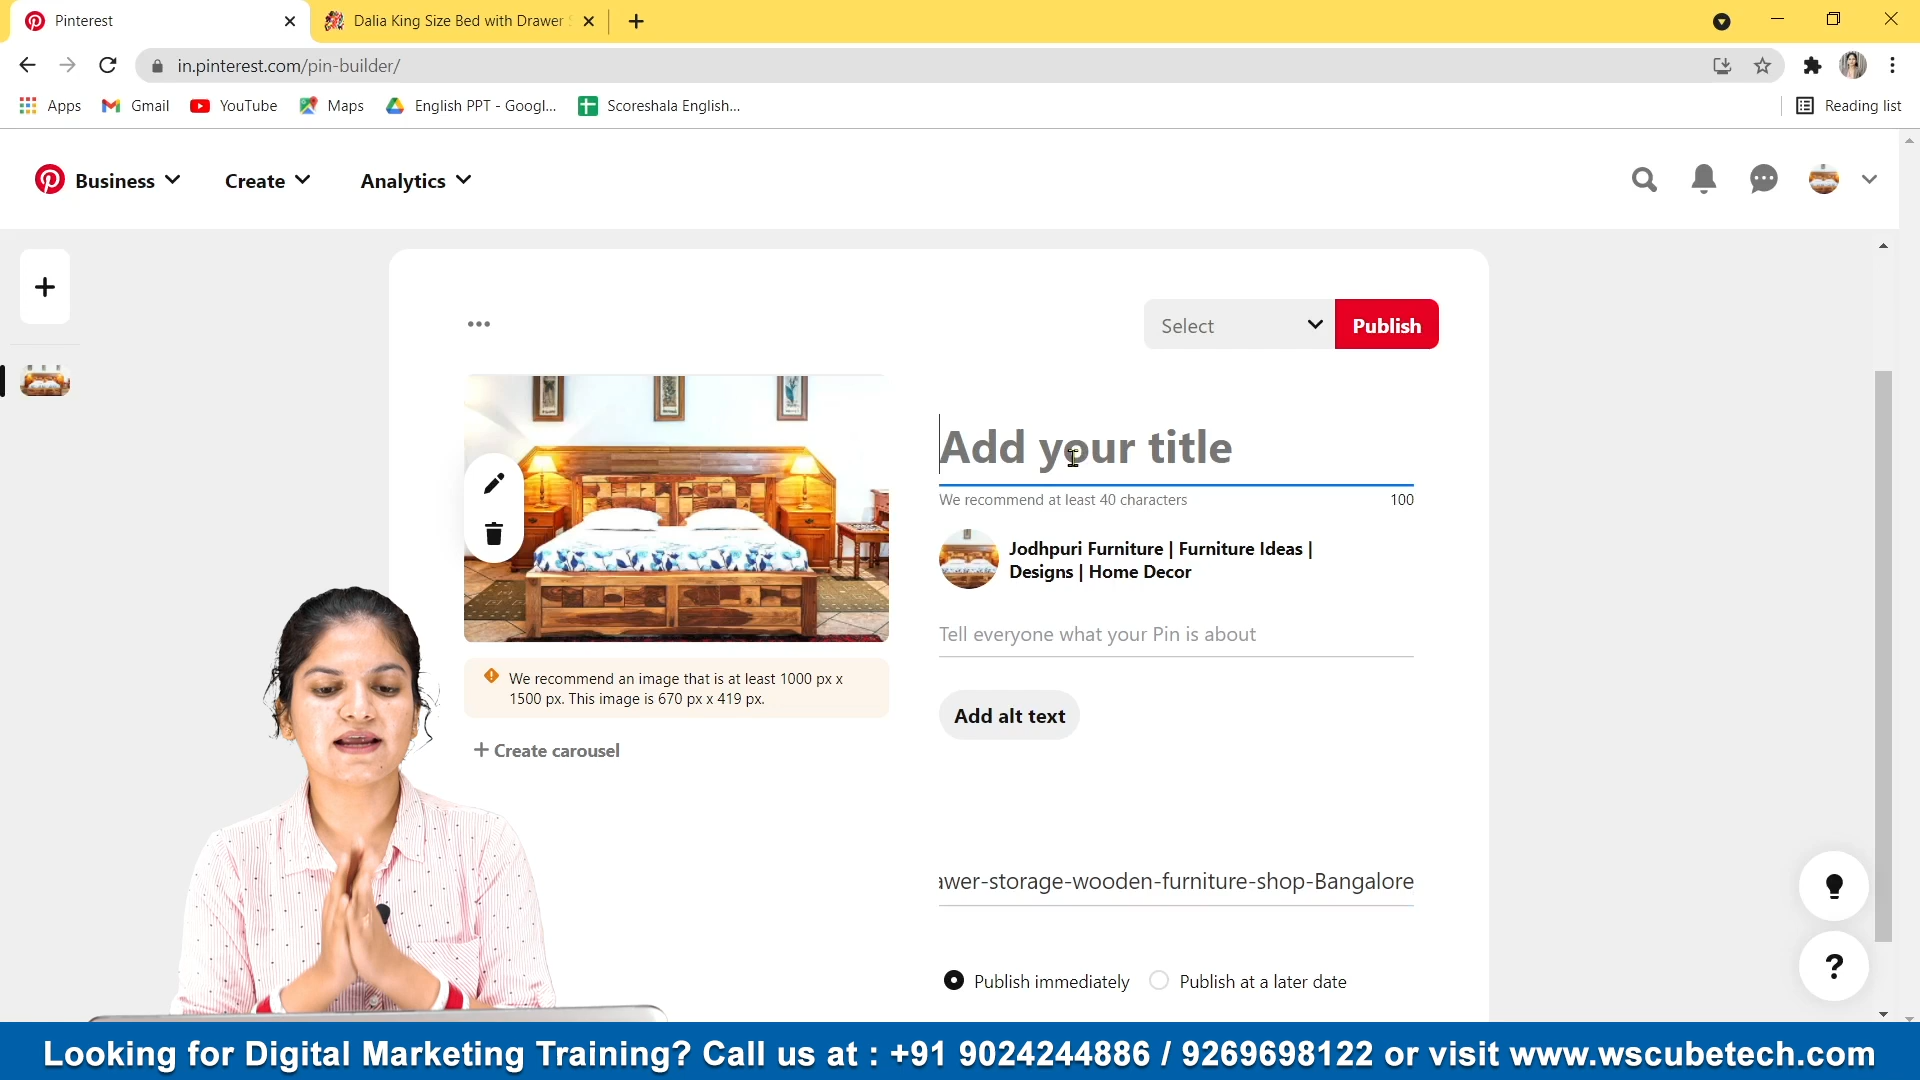 Pinterest
Dalia King Size Bed with Drawer
in.pinterest.com/pin-builder/
Apps
Gmail
YouTube
Maps
English PPT - Googl...
Scoreshala English...
Reading list
Business
Create
Analytics
Select
Publish
Add your title
We recommend at least 40 characters
100
Jodhpuri Furniture | Furniture Ideas |
Designs | Home Decor
Tell everyone what your Pin is about
We recommend an image that is at least 1000 px x
1500 px. This image is 670 px x 419 px.
Add alt text
Create carousel
awer-storage-wooden-furniture-shop-Bangalore
Publish immediately
Publish at a later date
Looking for Digital Marketing Training? Call us at : +91 9024244886 / 9269698122 or visit www.wscubetech.com